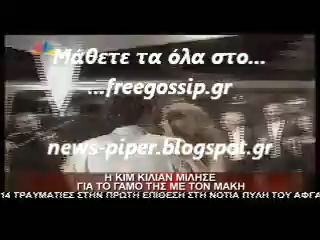 Μάθετε τα όλα στο...
...freegossip.gr
news-piper.blogspot.gr
Η ΚΙΜ ΚΙΛΙΑΝ ΜΙΛΗΣΕ
ΓΙΑ ΤΟ ΓΑΜΟ ΤΗΣ ΜΕ ΤΟΝ ΜΑΚΗ
14 ΤΡΑΥΜΑΤΙΕΣ ΣΤΗΝ ΠΡΩΤΗ ΕΠΙΘΕΣΗ ΣΤΗ ΝΟΤΙΑ ΠΥΛΗ ΤΟΥ ΑΦΓΑ